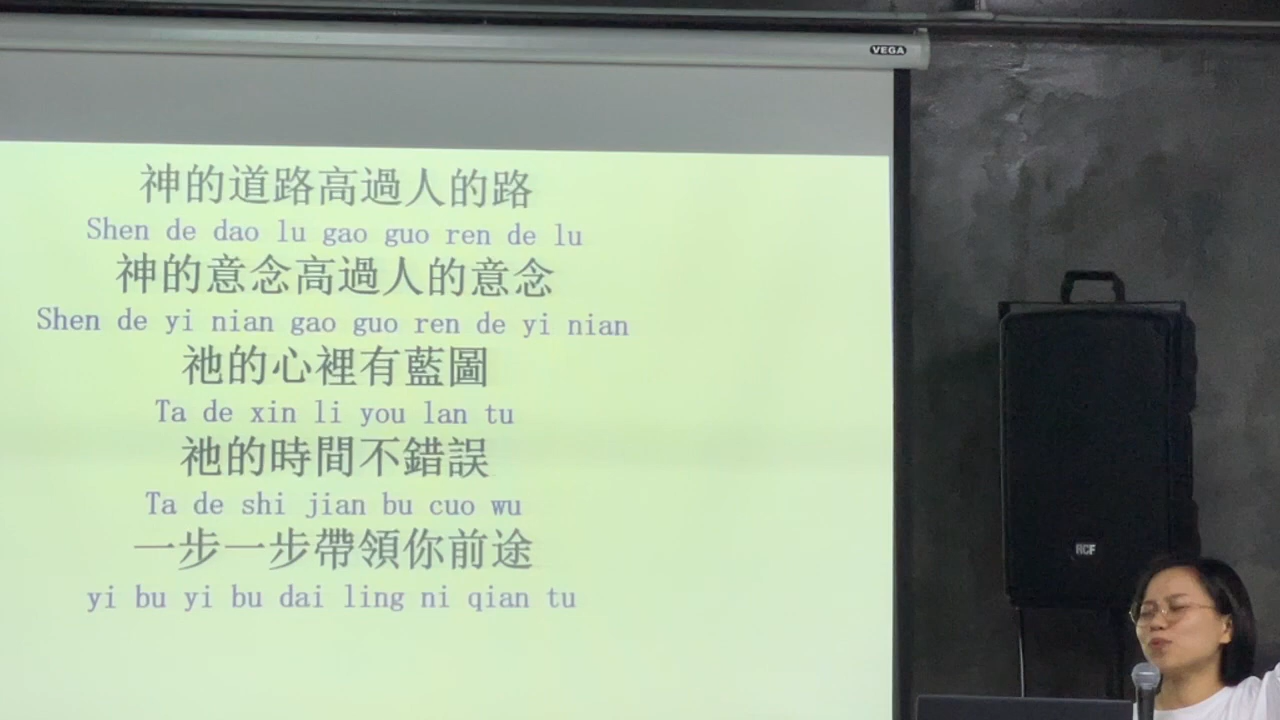 VEGA
神的道路高過人的路
Shen de dao lu gao guo ren de lu
神的意念高過人的意念
Shen de yi nian gao guo ren de yi nian
祂的心裡有藍圖
Ta de xin li you lan tu
祂的時間不錯誤
Ta de shi jian bu cuo wu
一步一步帶領你前途
yi bu yi bu dai ling ni qian tu
RCF